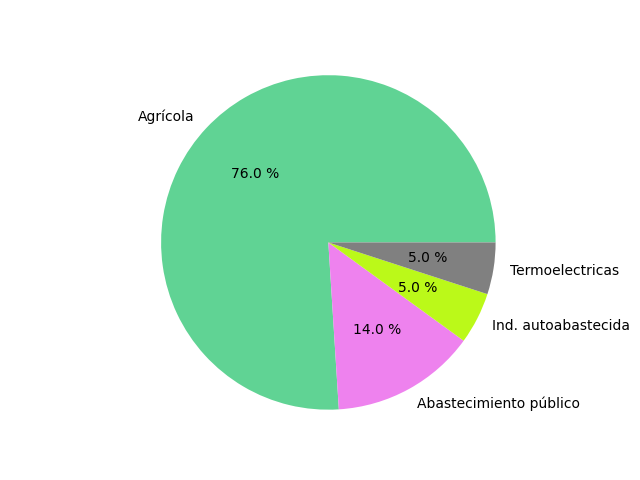 Agrícola
76.0 %
5.0 %
Termoelectricas
5.0 %
Ind. autoabastecida
14.0 %
Abastecimiento público